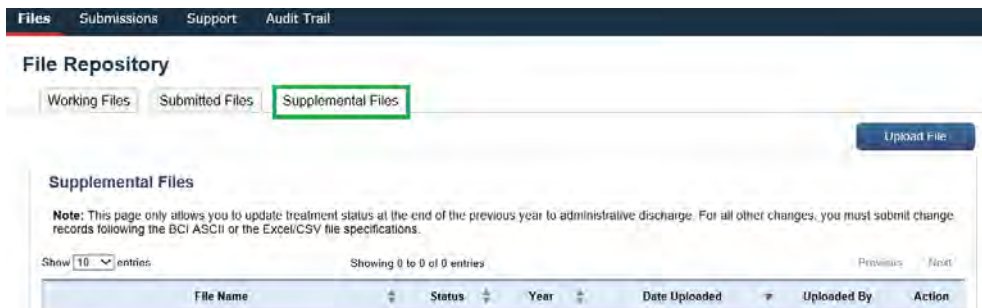 Files Submissions Support Audit Trail
File Repository
Working Files Submitted Files Supplemental Files
Upload File
Supplemental Files
Note: This page only allows you to update treatment status at the end of the previous year to administrative discharge. For all other changes, you must submit change
records following the BCI ASCII or the Excel/CSV file specifications.
Show 10 entries Showing 0 to 0 of 0 entries Previous Next
File Name Status Year Date Uploaded Uploaded By Action